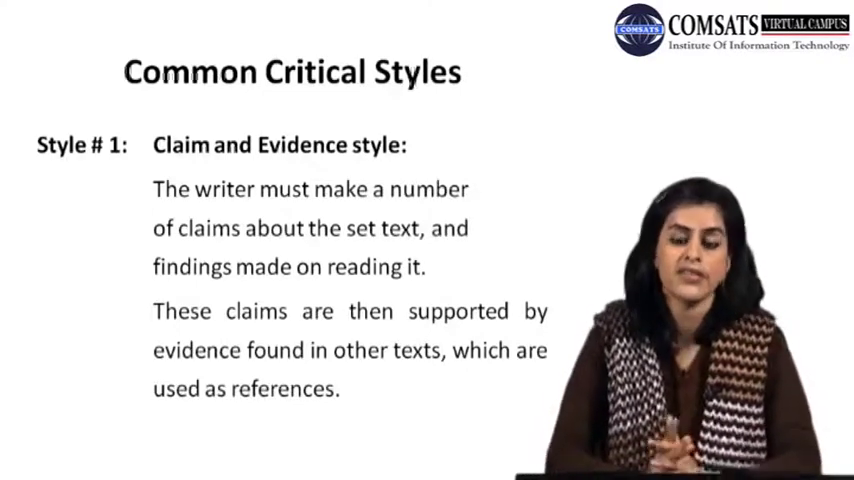 COMSATS VIRTUAL CAMPUS
COMSATS
Institute Of Information Technology
Common Critical Styles
Style # 1: Claim and Evidence style:
The writer must make a number
of claims about the set text, and
findings made on reading it.
These claims are then supported by
evidence found in other texts, which are
used as references.